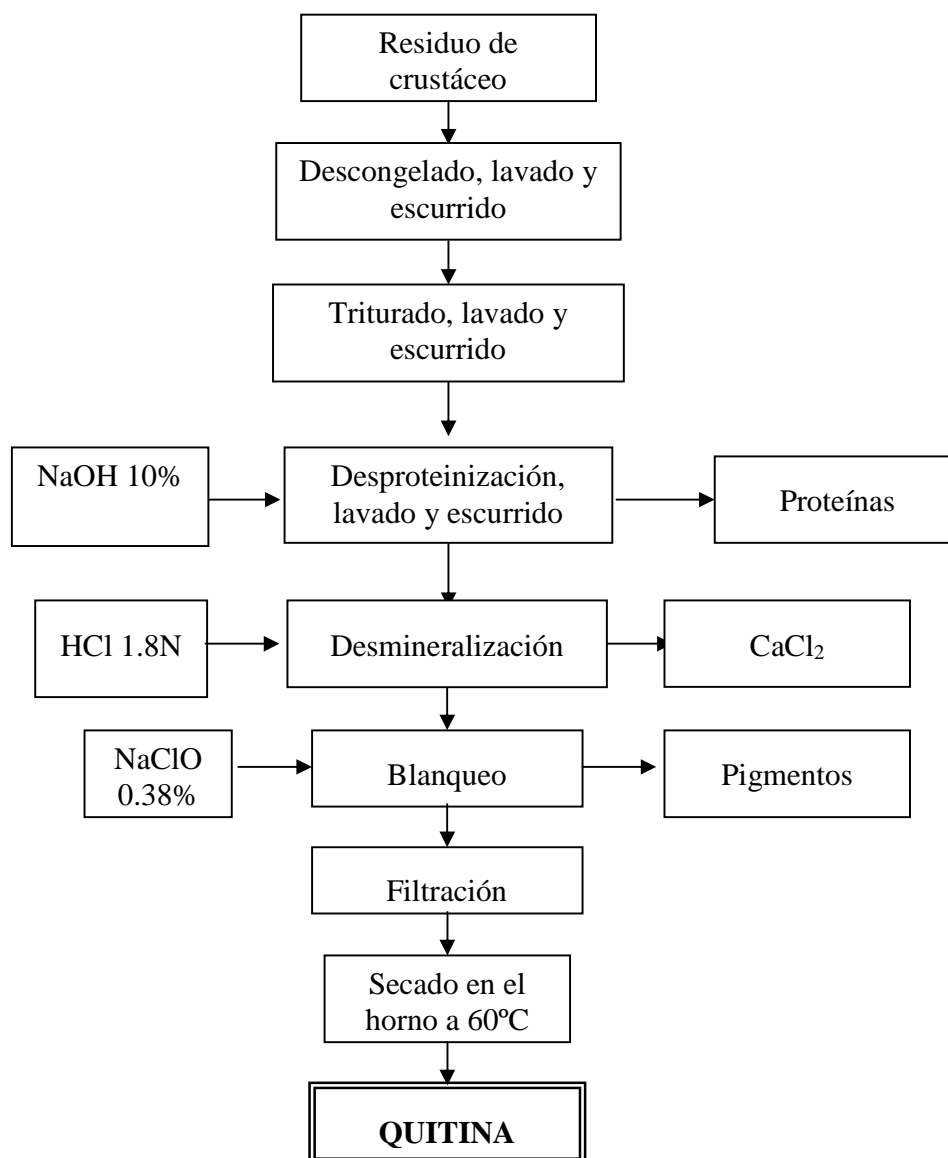 Residuo de
crustáceo
Descongelado, lavado y
escurrido
Triturado, lavado y
escurrido
NaOH 10%
Desproteinización,
lavado y escurrido
Proteínas
HCl 1.8N
Desmineralización
CaCl₂
NaClO
0.38%
Blanqueo
Pigmentos
Filtración
Secado en el
horno a 60ºC
QUITINA